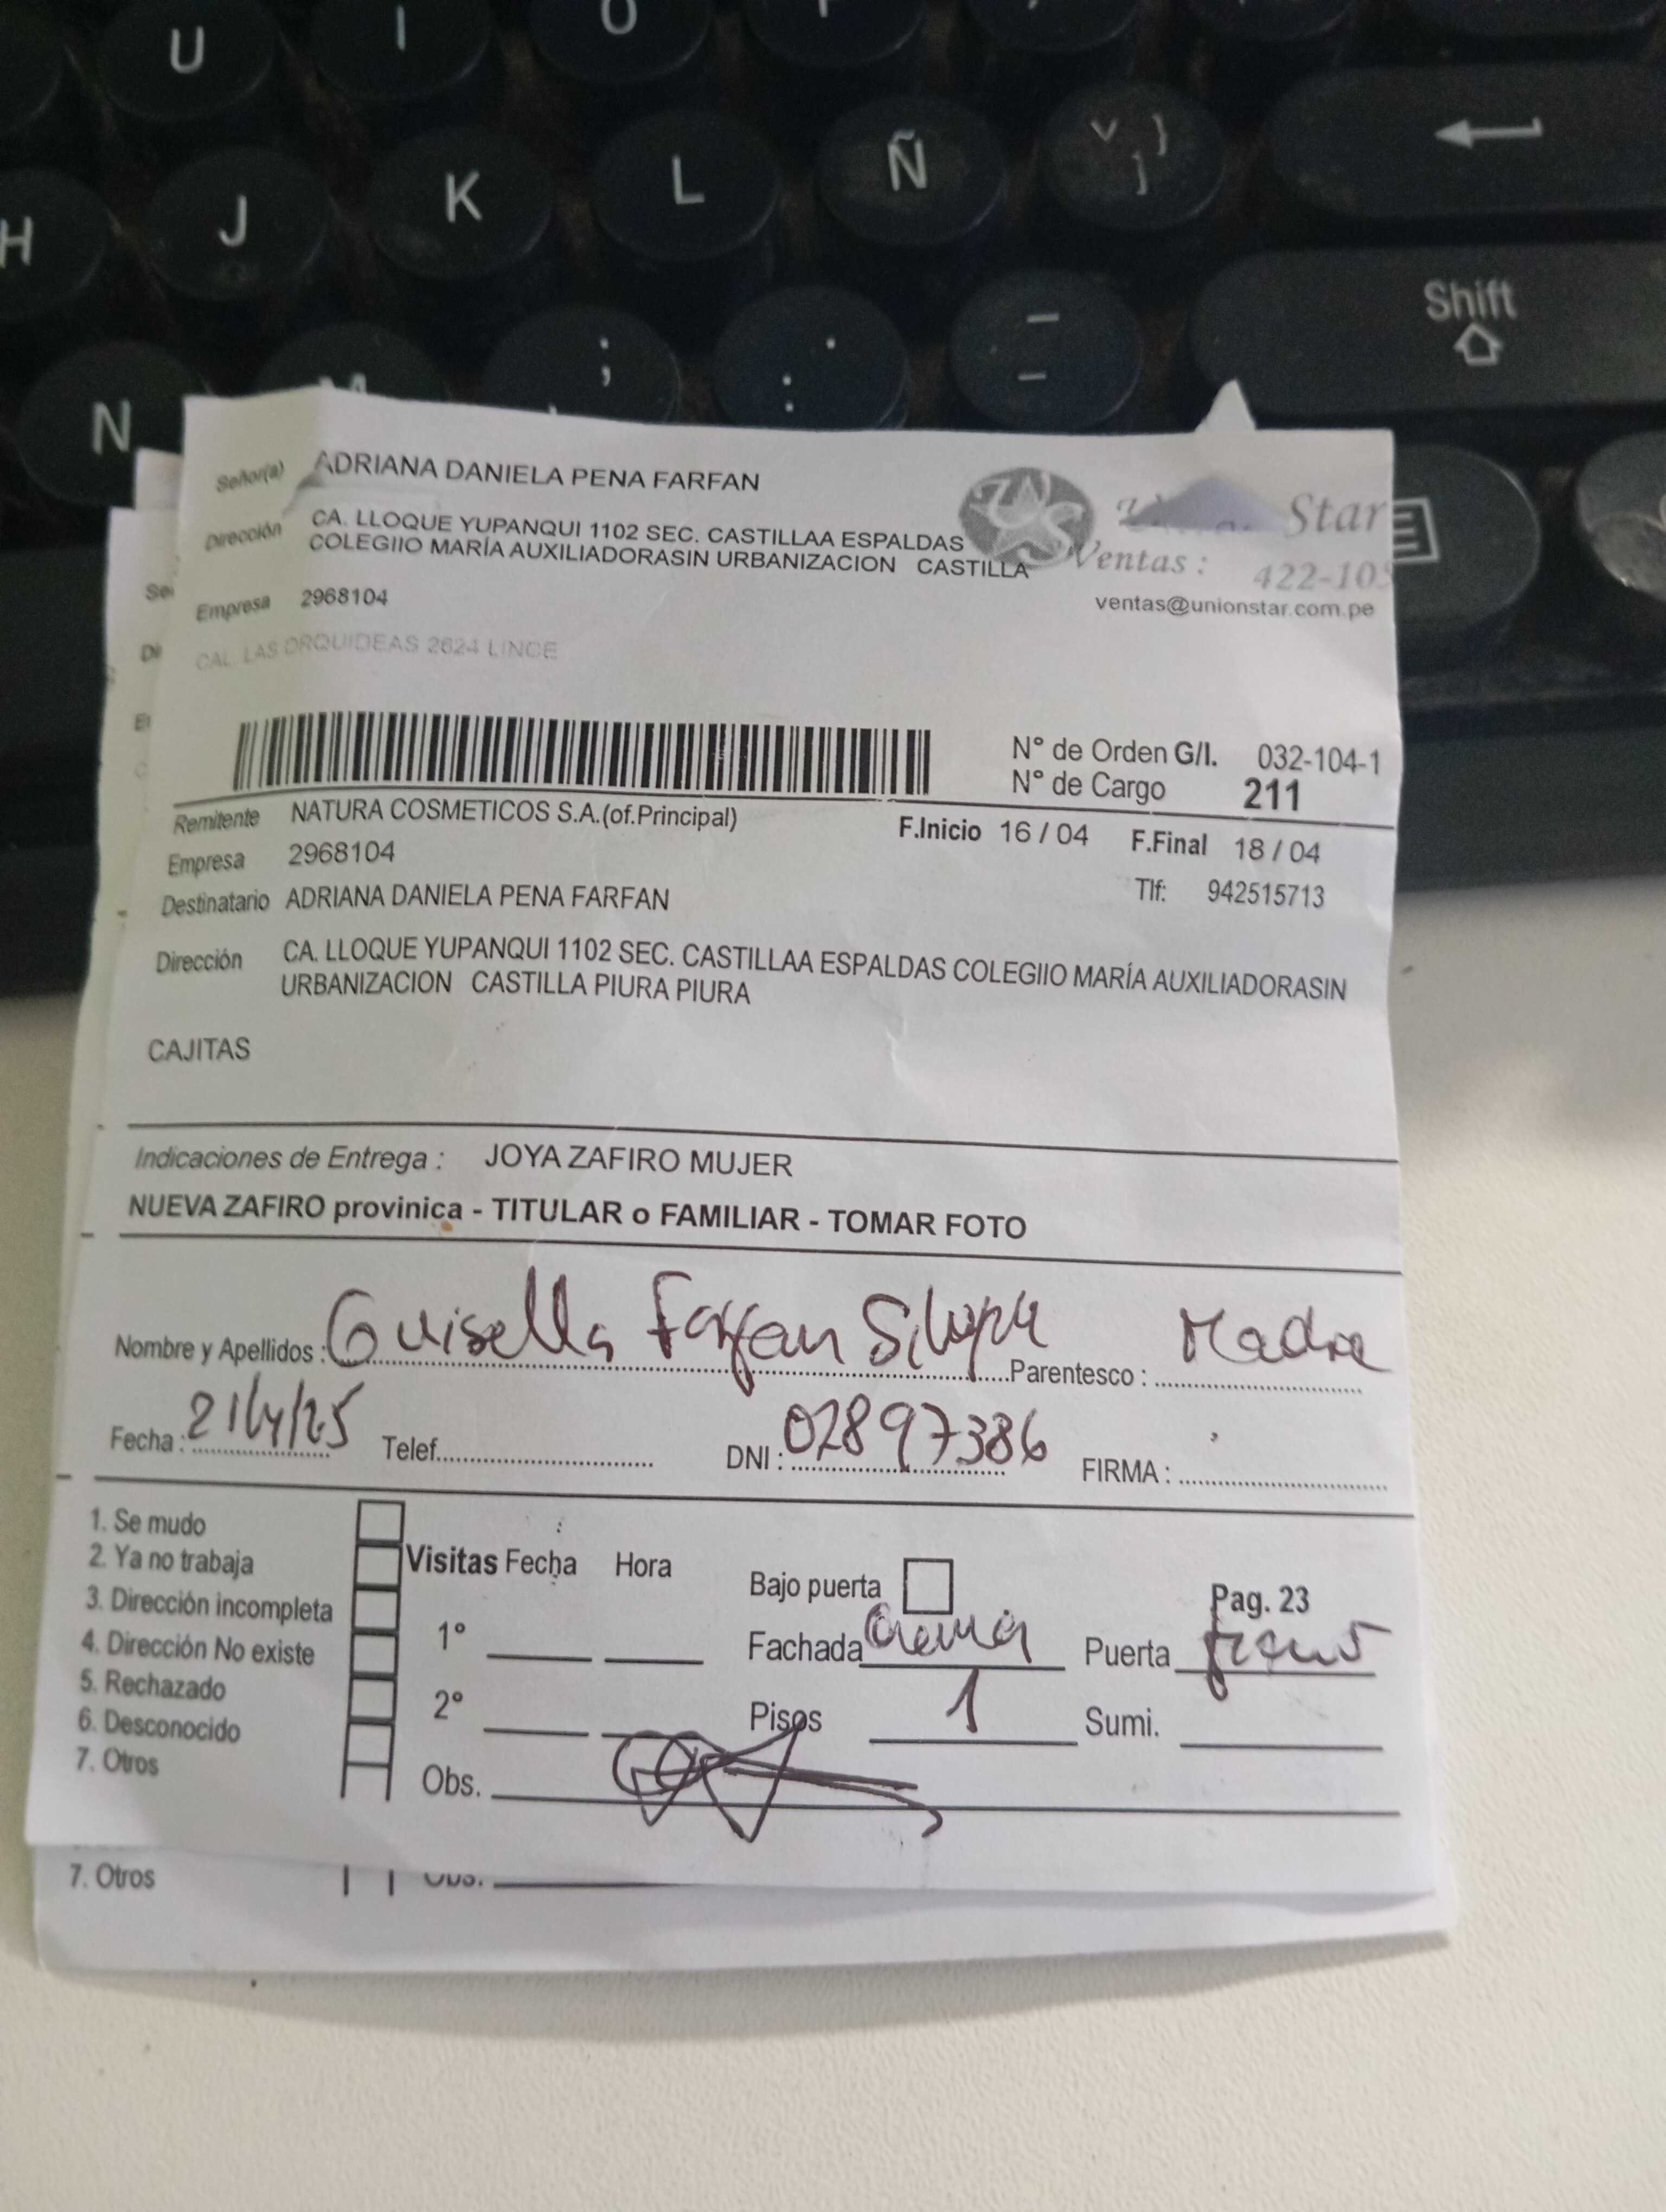 U I O
H J K L Ñ
Shift
N M ; : _ -
Señor(a) ADRIANA DANIELA PENA FARFAN
Dirección CA. LLOQUE YUPANQUI 1102 SEC. CASTILLAA ESPALDAS
COLEGIIO MARÍA AUXILIADORASIN URBANIZACION CASTILLA
Star
Ventas : 422-105
ventas@unionstar.com.pe
Empresa 2968104
CAL. LAS ORQUIDEAS 2624 LINCE
N° de Orden G/I. 032-104-1
N° de Cargo 211
Remitente NATURA COSMETICOS S.A.(of.Principal)
F.Inicio 16 / 04 F.Final 18 / 04
Empresa 2968104
Destinatario ADRIANA DANIELA PENA FARFAN
Tlf: 942515713
Dirección CA. LLOQUE YUPANQUI 1102 SEC. CASTILLAA ESPALDAS COLEGIIO MARÍA AUXILIADORASIN
URBANIZACION CASTILLA PIURA PIURA
CAJITAS
Indicaciones de Entrega : JOYA ZAFIRO MUJER
NUEVA ZAFIRO provinica - TITULAR o FAMILIAR - TOMAR FOTO
Nombre y Apellidos : Guisella Farfan Silupu Parentesco : Madre
Fecha : 21/4/25 Telef. DNI : 02897386 FIRMA :
1. Se mudo
2. Ya no trabaja
3. Dirección incompleta
4. Dirección No existe
5. Rechazado
6. Desconocido
7. Otros
Visitas Fecha Hora
1°
2°
Obs.
Bajo puerta
Pag. 23
Fachada crema Puerta
Pisos 1 Sumi.
7. Otros Obs.